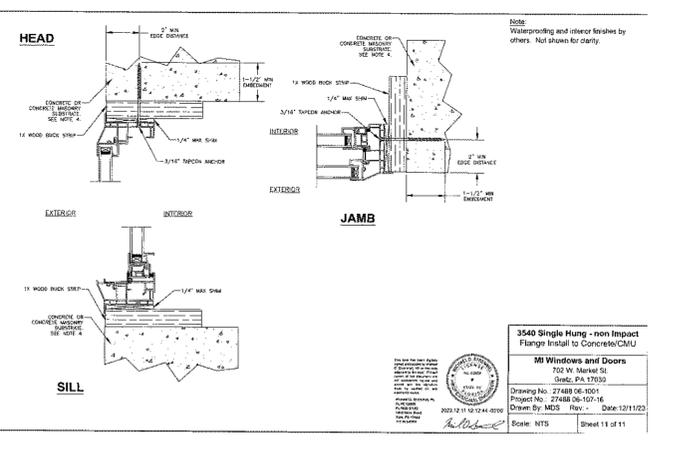 HEAD
2" MIN
EDGE DISTANCE
1-1/2" MIN
EMBEDMENT
CONCRETE OR
CONCRETE MASONRY
SUBSTRATE.
SEE NOTE 4.
1X WOOD BUCK STRIP
1/4" MAX SHIM
3/16" TAPCON ANCHOR
EXTERIOR
INTERIOR
Note:
Waterproofing and interior finishes by
others. Not shown for clarity.
CONCRETE OR
CONCRETE MASONRY
SUBSTRATE.
SEE NOTE 4.
1X WOOD BUCK STRIP
1/4" MAX SHIM
3/16" TAPCON ANCHOR
INTERIOR
EXTERIOR
2" MIN
EDGE DISTANCE
1-1/2" MIN
EMBEDMENT
JAMB
1X WOOD BUCK STRIP
1/4" MAX SHIM
CONCRETE OR
CONCRETE MASONRY
SUBSTRATE.
SEE NOTE 4
SILL
2023.12.11
3540 Single Hung - non Impact
Flange Install to Concrete/CMU
MI Windows and Doors
702 W. Market St.
Gratz, PA 17030
Drawing No.: 27488 06-1001
Project No.: 27488 06-107-16
Drawn By: MDS Rev: - Date: 12/11/23
Scale: NTS
Sheet 11 of 11